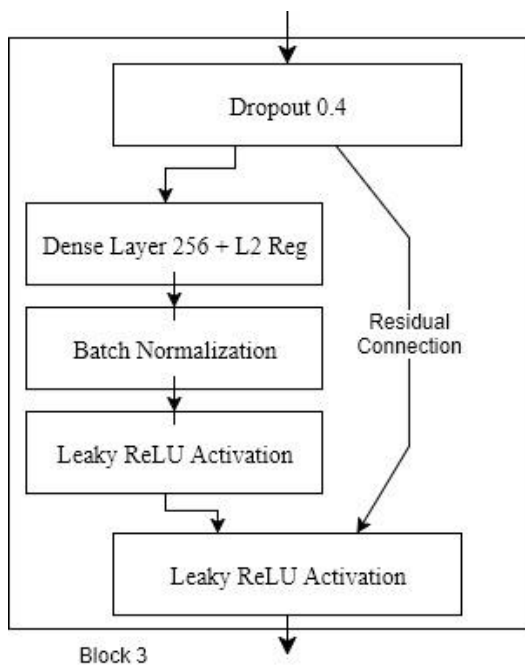 Dropout 0.4
Dense Layer 256 + L2 Reg
Batch Normalization
Residual
Connection
Leaky ReLU Activation
Leaky ReLU Activation
Block 3